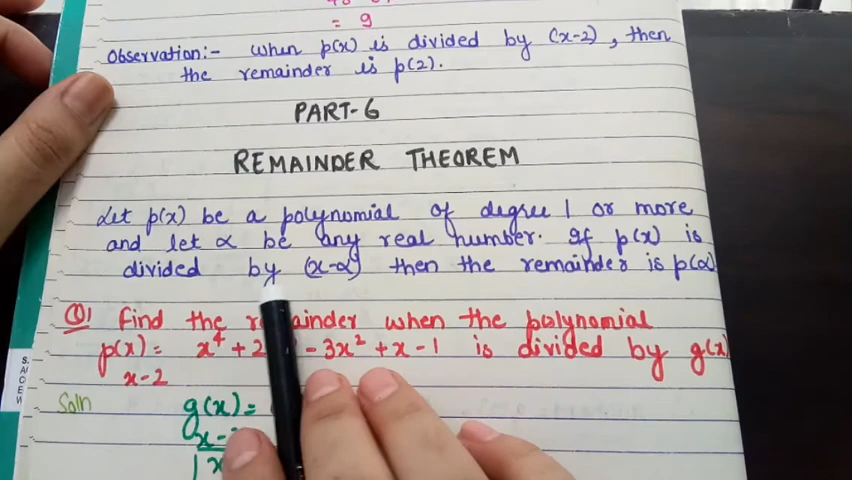 = 9
Observation:- when p(x) is divided by (x-2), then
the remainder is p(2).
PART-6
REMAINDER THEOREM
Let p(x) be a polynomial of degree 1 or more
and let α be any real number. If p(x) is
divided by (x-α) then the remainder is p(α)
Q1 Find the remainder when the polynomial
p(x) = x⁴ + 2 - 3x² + x - 1 is divided by g(x)
x-2
Soln
g(x) =
x-
x